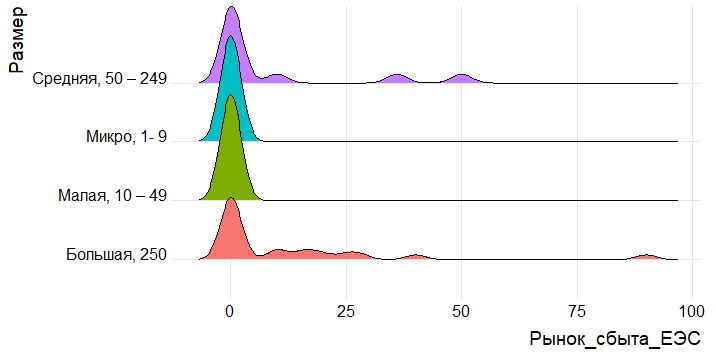 Размер
Средняя, 50 – 249
Микро, 1- 9
Малая, 10 – 49
Большая, 250
0 25 50 75 100
Рынок_сбыта_ЕЭС